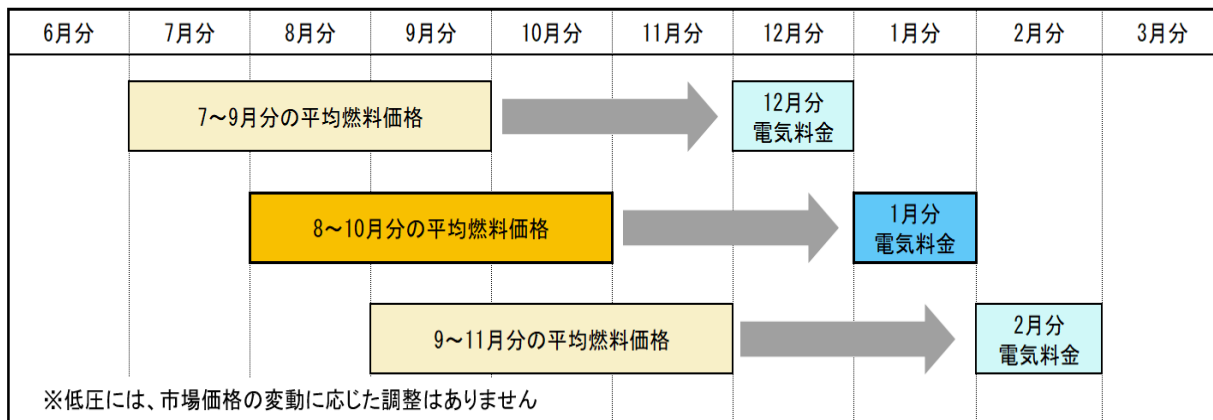 6月分 7月分 8月分 9月分 10月分 11月分 12月分 1月分 2月分 3月分
7～9月分の平均燃料価格
12月分
電気料金
8～10月分の平均燃料価格
1月分
電気料金
9～11月分の平均燃料価格
2月分
電気料金
※低圧には、市場価格の変動に応じた調整はありません